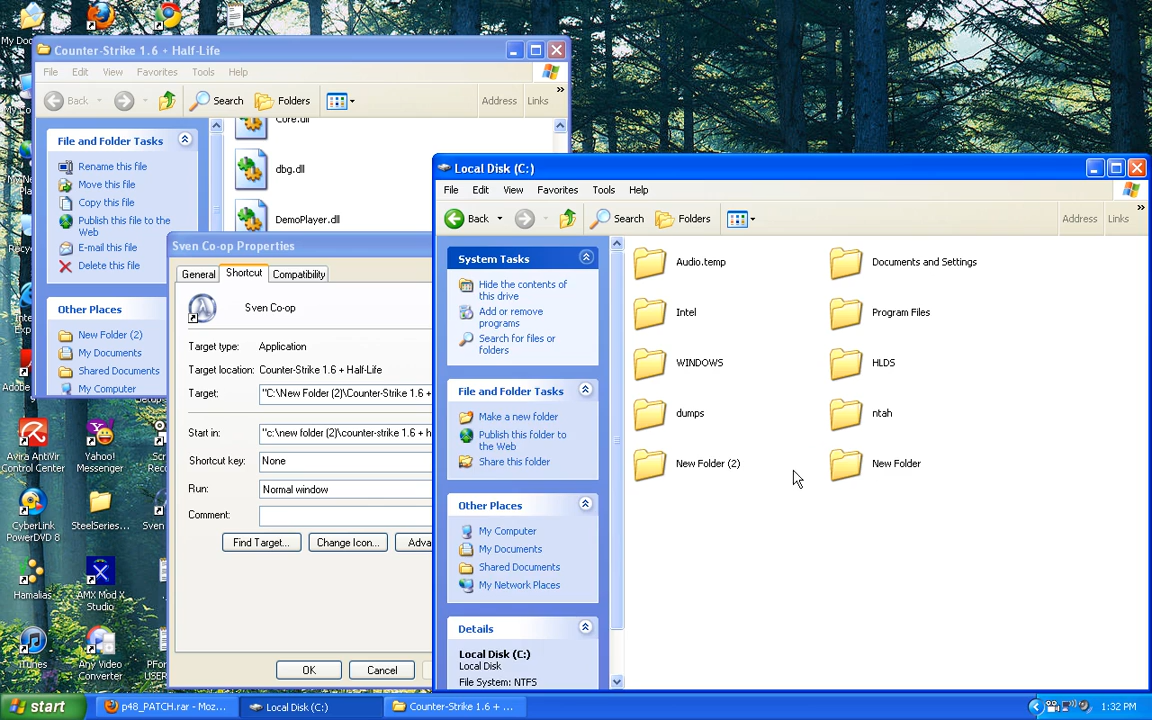 My Doc
Counter-Strike 1.6 + Half-Life
File Edit View Favorites Tools Help
Back Search Folders Address Links »
File and Folder Tasks
Rename this file
Move this file
Copy this file
Publish this file to the
Web
E-mail this file
Delete this file
Other Places
New Folder (2)
My Documents
Shared Documents
My Computer
Core.dll
dbg.dll
DemoPlayer.dll
Sven Co-op Properties
General Shortcut Compatibility
Sven Co-op
Target type: Application
Target location: Counter-Strike 1.6 + Half-Life
Target: "C:\New Folder (2)\Counter-Strike 1.6 +
Start in: "c:\new folder (2)\counter-strike 1.6 + h
Shortcut key: None
Run: Normal window
Comment:
Find Target... Change Icon... Adva
OK Cancel
Local Disk (C:)
File Edit View Favorites Tools Help
Back Search Folders Address Links »
System Tasks
Hide the contents of
this drive
Add or remove
programs
Search for files or
folders
File and Folder Tasks
Make a new folder
Publish this folder to
the Web
Share this folder
Other Places
My Computer
My Documents
Shared Documents
My Network Places
Details
Local Disk (C:)
Local Disk
File System: NTFS
Audio.temp Documents and Settings
Intel Program Files
WINDOWS HLDS
dumps ntah
New Folder (2) New Folder
Adobe
9
Avira AntiVir
Control Center
Yahoo!
Messenger
Rec
CyberLink
PowerDVD 8
SteelSeries...
Sven
Hamalias
AMX Mod X
Studio
iTunes
Any Video
Converter
PFor
USER
start p48_PATCH.rar - Moz... Local Disk (C:) Counter-Strike 1.6 + ... 1:32 PM